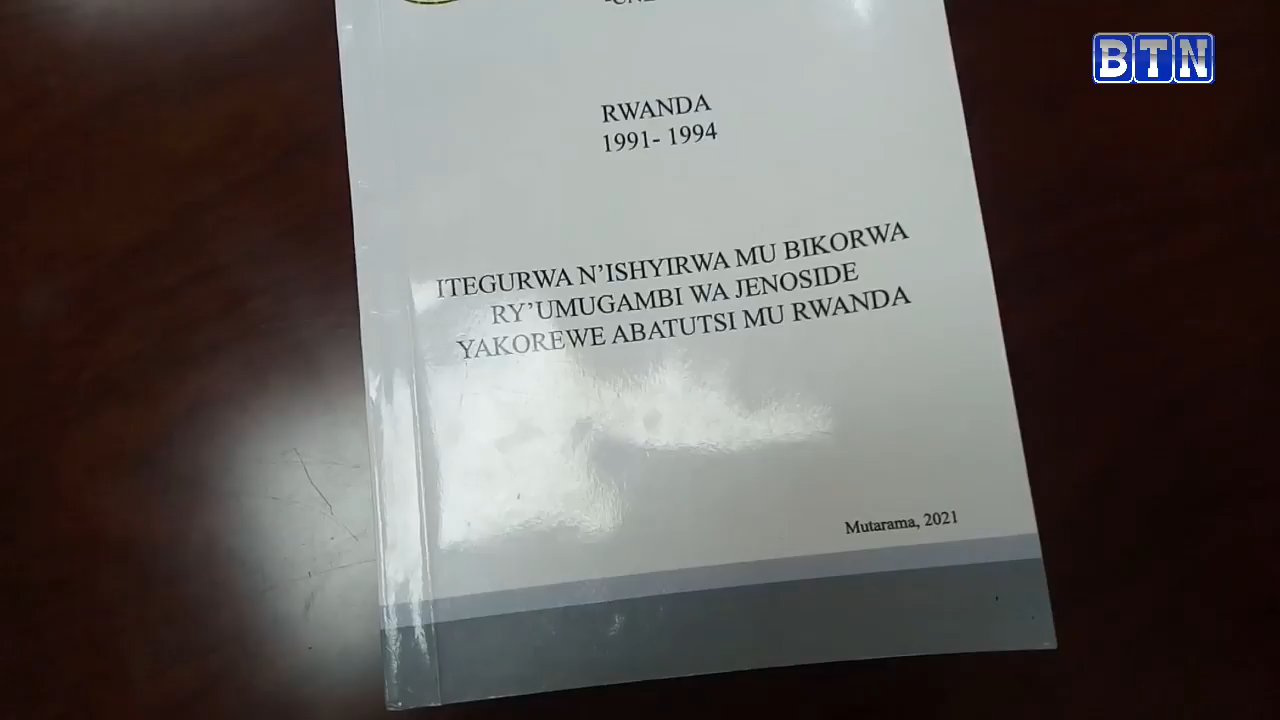 BTN
RWANDA
1991- 1994
ITEGURWA N'ISHYIRWA MU BIKORWA
RY'UMUGAMBI WA JENOSIDE
YAKOREWE ABATUTSI MU RWANDA
Mutarama, 2021